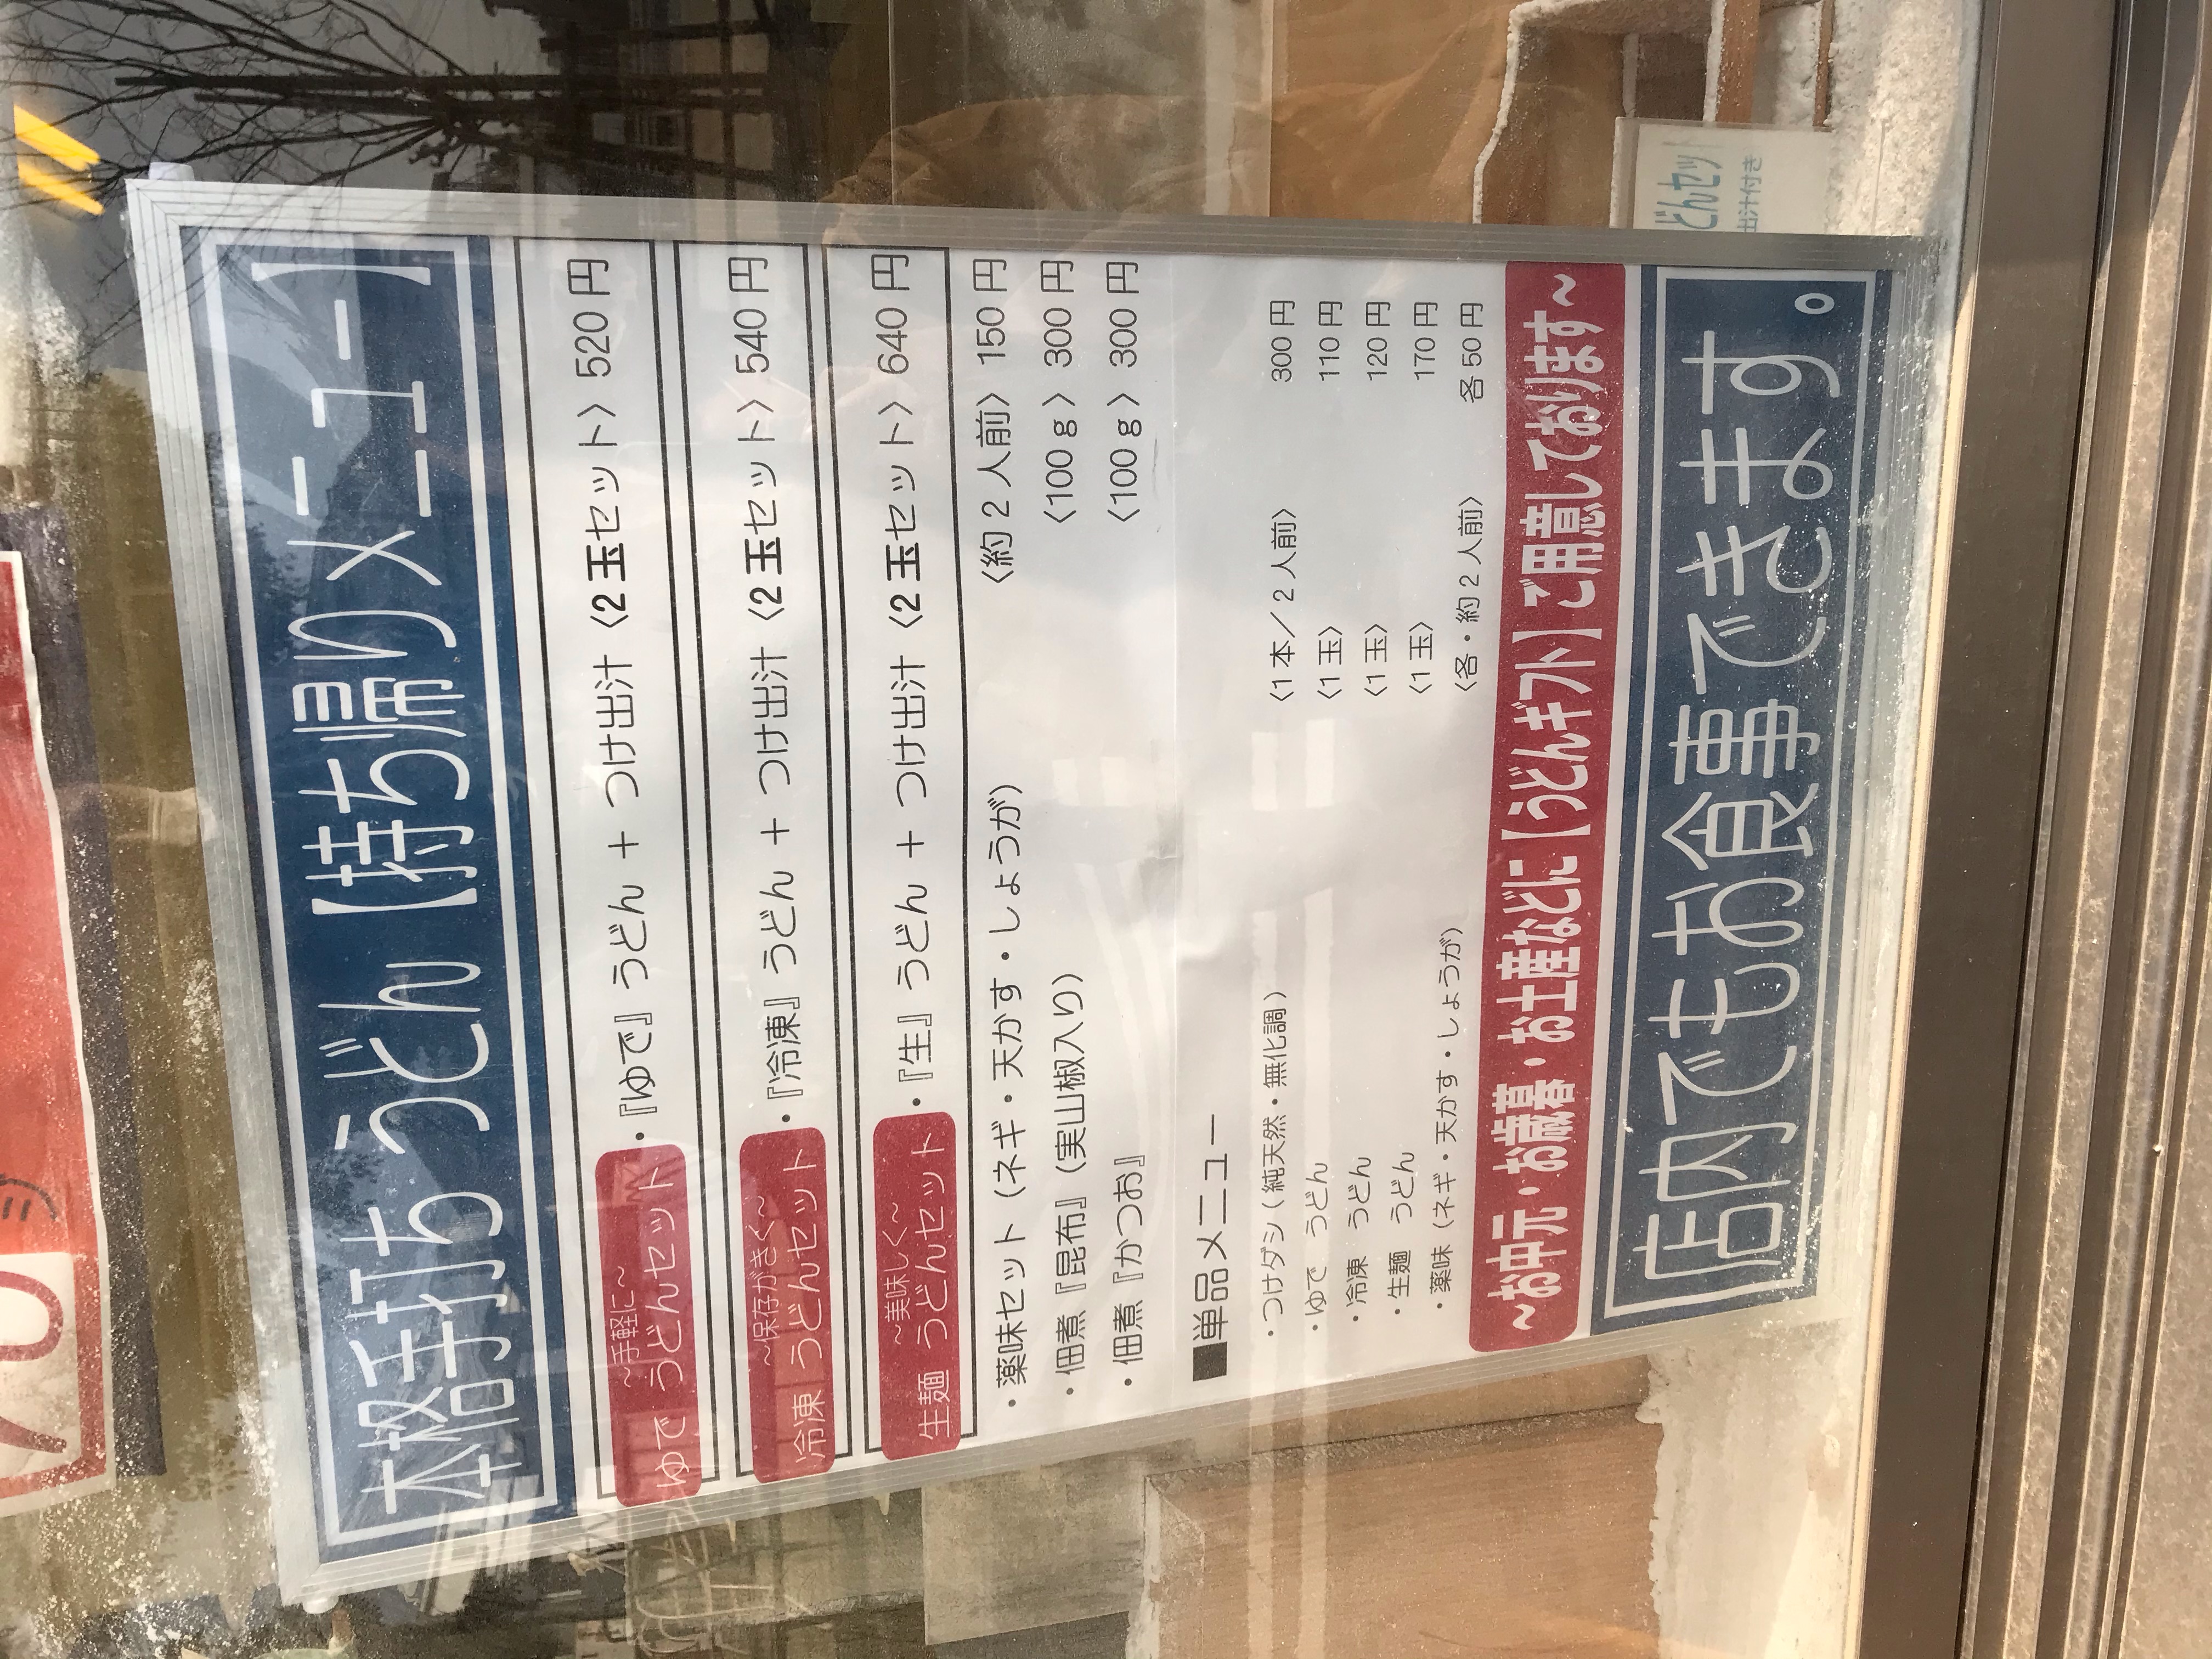 本格手打ちうどん【持ち帰りメニュー】
～手軽に～
ゆで うどんセット
・『ゆで』うどん + つけ出汁〈2玉セット〉520円
～保存がきく～
冷凍 うどんセット
・『冷凍』うどん + つけ出汁〈2玉セット〉540円
～美味しく～
生麺 うどんセット
・『生』うどん + つけ出汁〈2玉セット〉640円
・薬味セット（ネギ・天かす・しょうが）〈約2人前〉150円
・佃煮『昆布』（実山椒入り）〈100g〉300円
・佃煮『かつお』〈100g〉300円
■単品メニュー
・つけダシ（純天然・無化調）〈1本／2人前〉300円
・ゆで うどん〈1玉〉110円
・冷凍 うどん〈1玉〉120円
・生麺 うどん〈1玉〉170円
・薬味（ネギ・天かす・しょうが）〈各・約2人前〉各50円
～お中元・お歳暮・お土産などに【うどんギフト】ご用意しております～
店内でもお食事できます。
どんセット
出汁付き